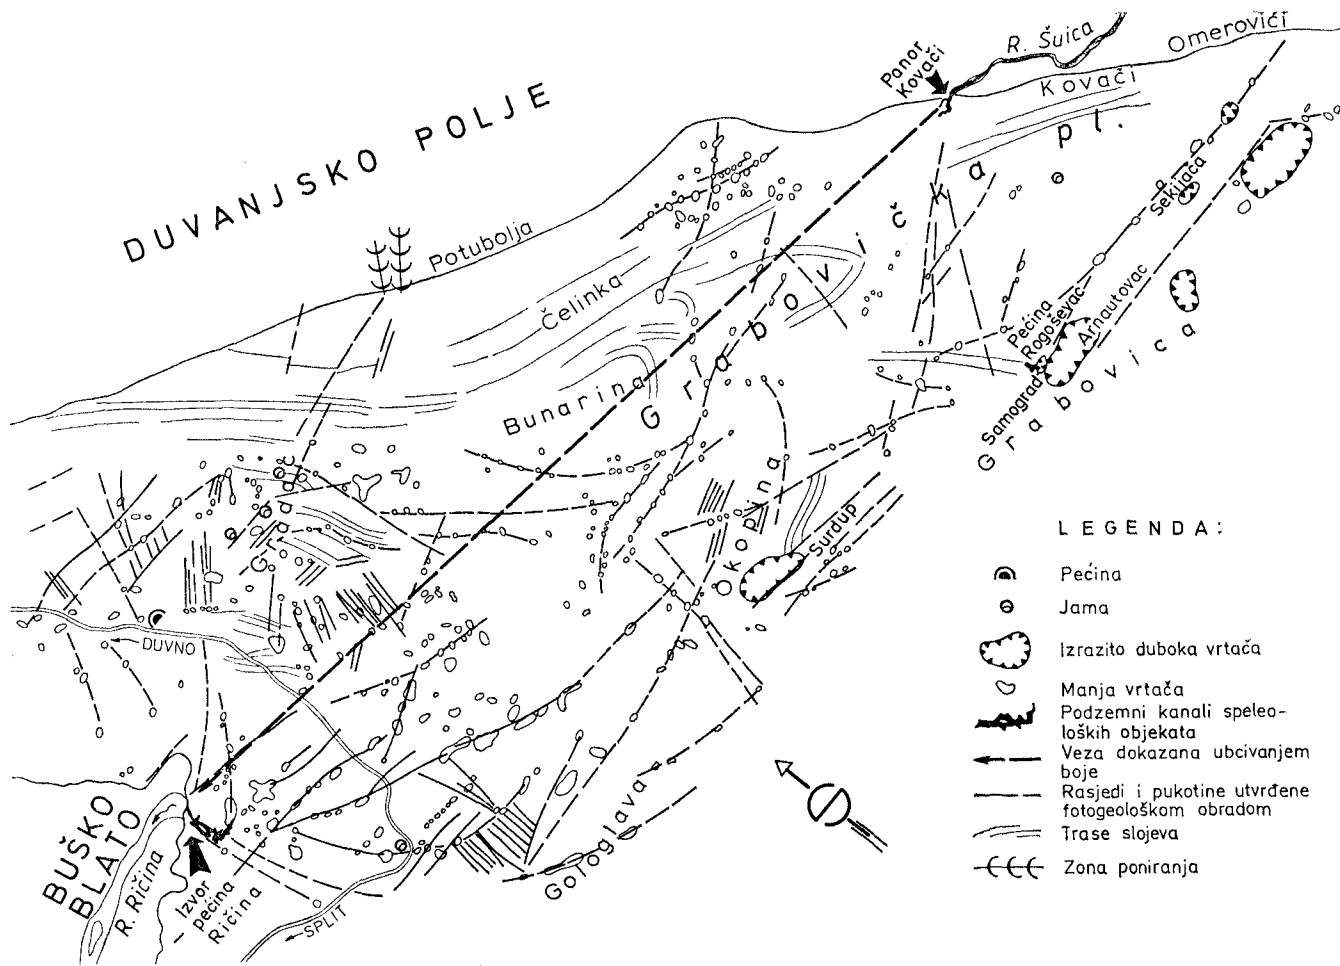 Omerovići
R. Šuica
Panor
Kovači
Kovači
DUVANJSKO POLJE
Grabovička pl.
Sekijača
Potubolja
Čelinka
Pećina
Rogoševac
Arnautovac
Samograd
Grabovica
Bunarina
Gradac
Okopina
Surdup
DUVNO
BUŠKO
BLATO
R. Ričina
Izvor
pećina
Ričina
SPLIT
Gologlava
LEGENDA:
Pećina
Jama
Izrazito duboka vrtača
Manja vrtača
Podzemni kanali speleo-
loških objekata
Veza dokazana ubcivanjem
boje
Rasjedi i pukotine utvrđene
fotogeološkom obradom
Trase slojeva
Zona poniranja